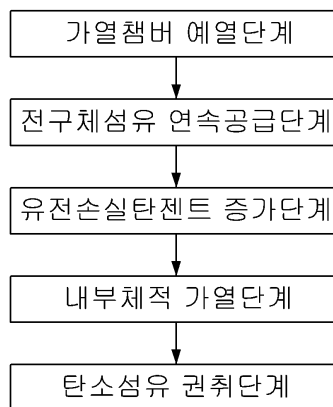 가열챔버 예열단계
전구체섬유 연속공급단계
유전손실탄젠트 증가단계
내부체적 가열단계
탄소섬유 권취단계